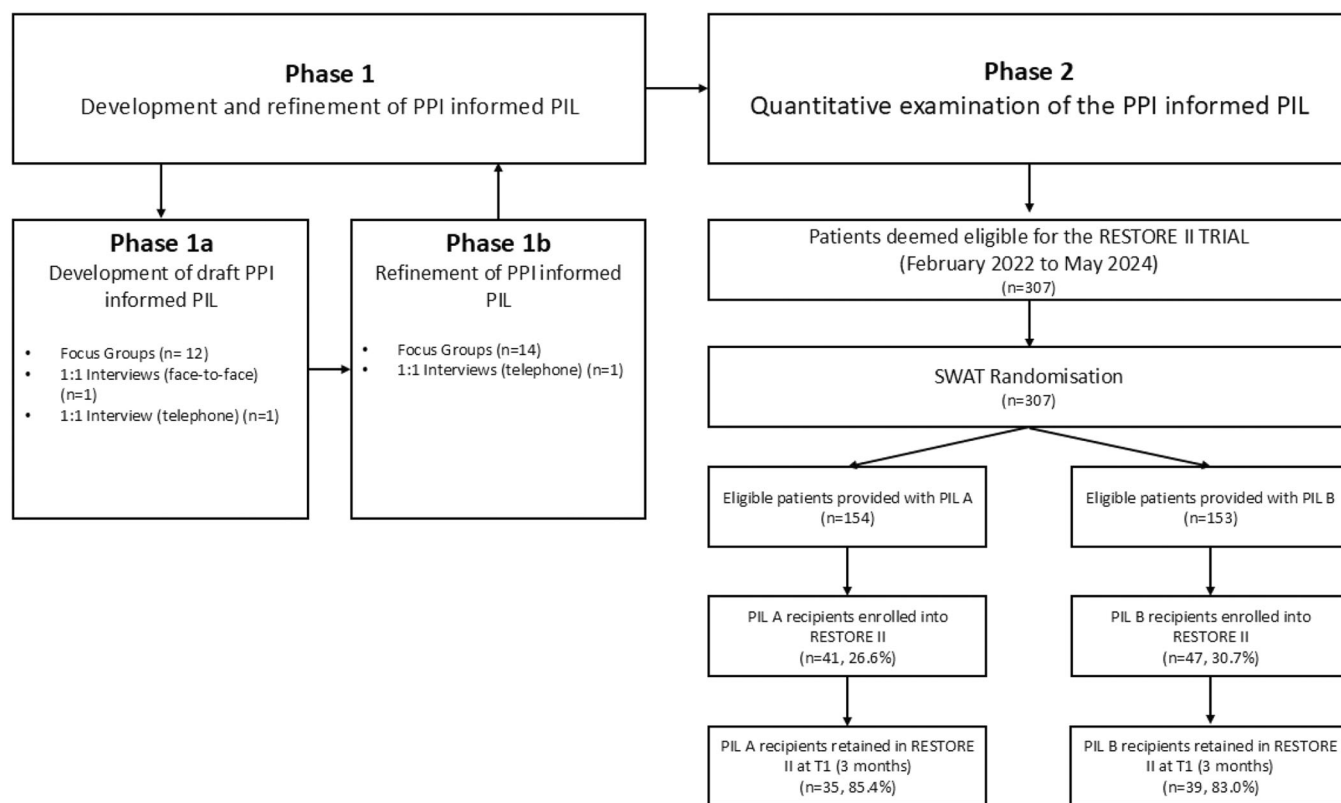 Phase 1
Development and refinement of PPI informed PIL
Phase 1a
Development of draft PPI
informed PIL
• Focus Groups (n= 12)
• 1:1 Interviews (face-to-face)
(n=1)
• 1:1 Interview (telephone) (n=1)
Phase 1b
Refinement of PPI informed
PIL
• Focus Groups (n=14)
• 1:1 Interviews (telephone) (n=1)
Phase 2
Quantitative examination of the PPI informed PIL
Patients deemed eligible for the RESTORE II TRIAL
(February 2022 to May 2024)
(n=307)
SWAT Randomisation
(n=307)
Eligible patients provided with PIL A
(n=154)
Eligible patients provided with PIL B
(n=153)
PIL A recipients enrolled into
RESTORE II
(n=41, 26.6%)
PIL B recipients enrolled into
RESTORE II
(n=47, 30.7%)
PIL A recipients retained in RESTORE
II at T1 (3 months)
(n=35, 85.4%)
PIL B recipients retained in RESTORE
II at T1 (3 months)
(n=39, 83.0%)